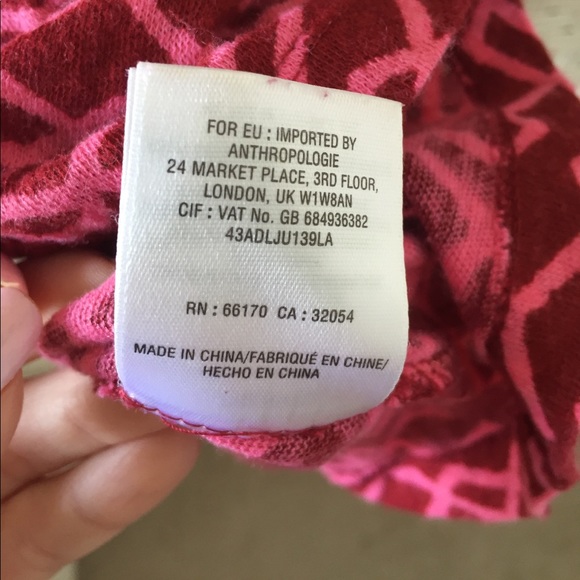 FOR EU : IMPORTED BY
ANTHROPOLOGIE
24 MARKET PLACE, 3RD FLOOR,
LONDON, UK W1W8AN
CIF : VAT No. GB 684936382
43ADLJU139LA
RN : 66170 CA : 32054
MADE IN CHINA/FABRIQUÉ EN CHINE/
HECHO EN CHINA